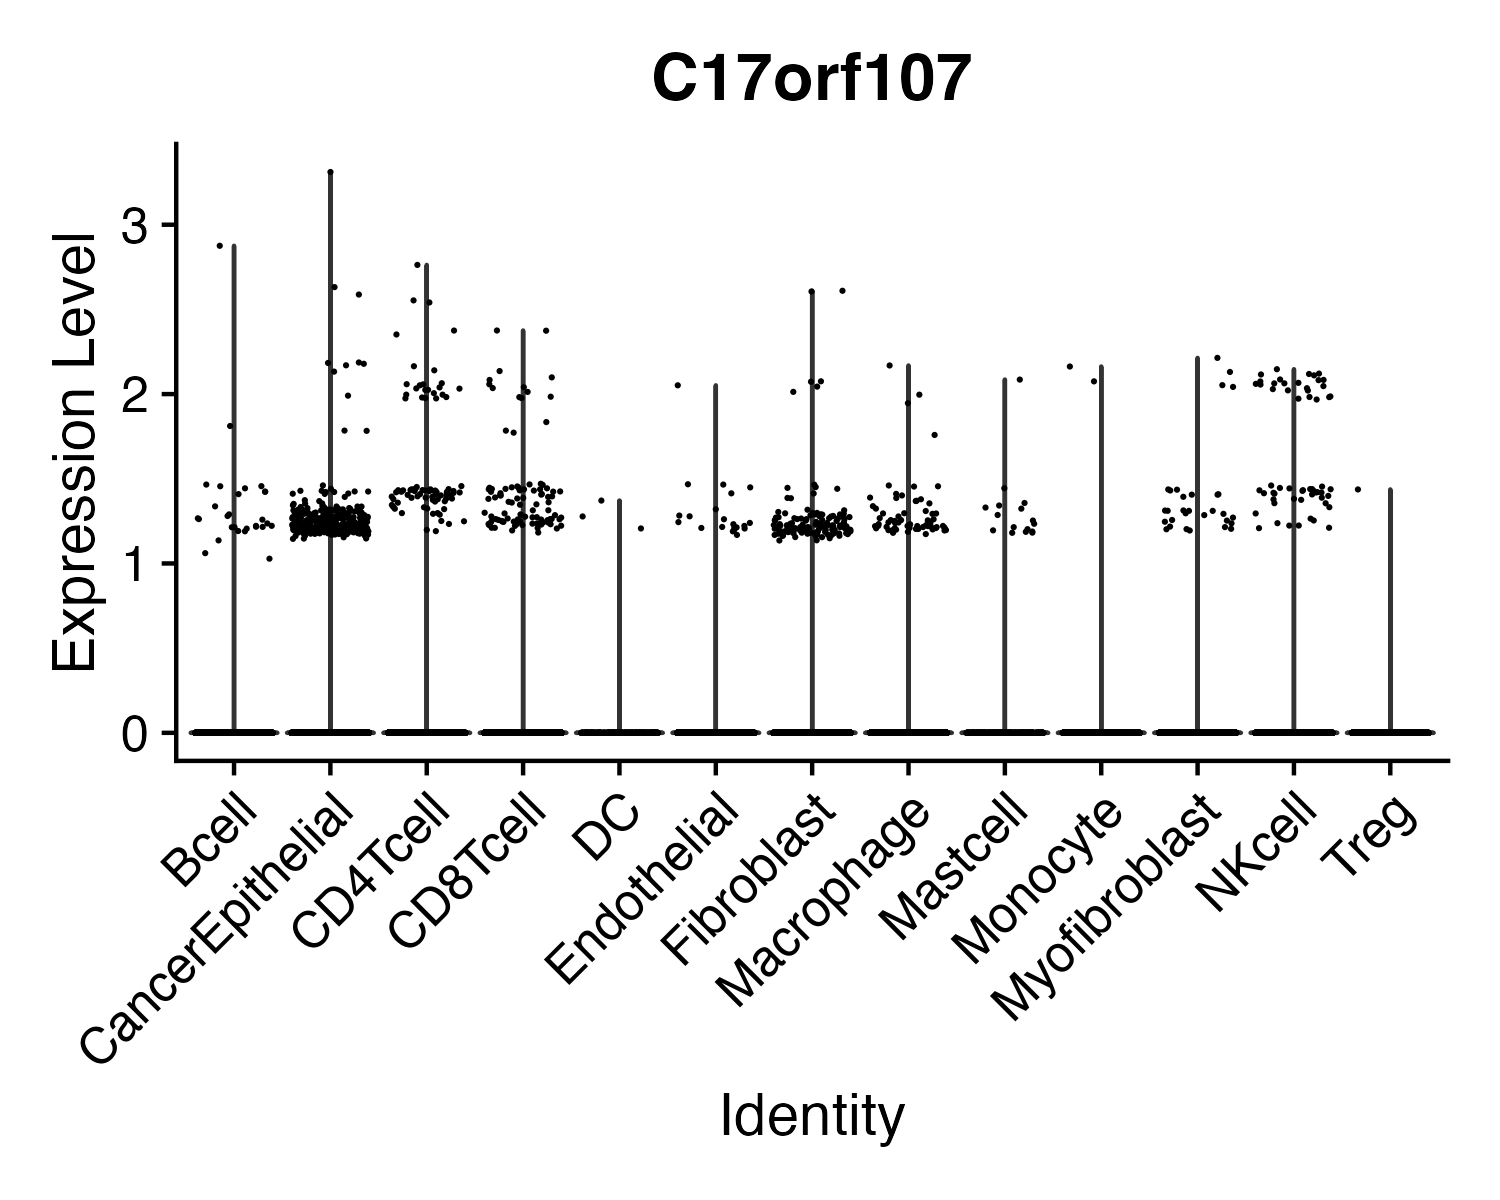 C17orf107
Expression Level
3
2
1
0
Bcell
CancerEpithelial
CD4Tcell
CD8Tcell
DC
Endothelial
Fibroblast
Macrophage
Mastcell
Monocyte
Myofibroblast
NKcell
Treg
Identity